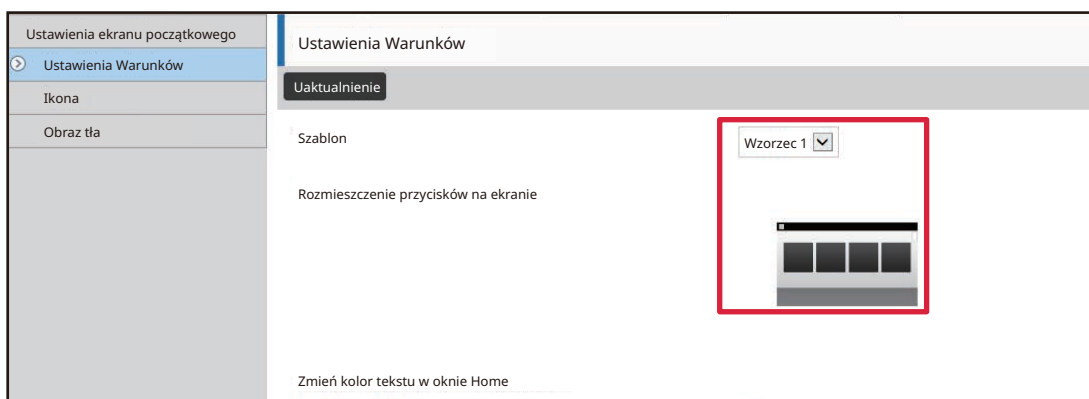 Ustawienia ekranu początkowego
Ustawienia Warunków
Ikona
Obraz tła
Ustawienia Warunków
Uaktualnienie
Szablon
Wzorzec 1
Rozmieszczenie przycisków na ekranie
Zmień kolor tekstu w oknie Home